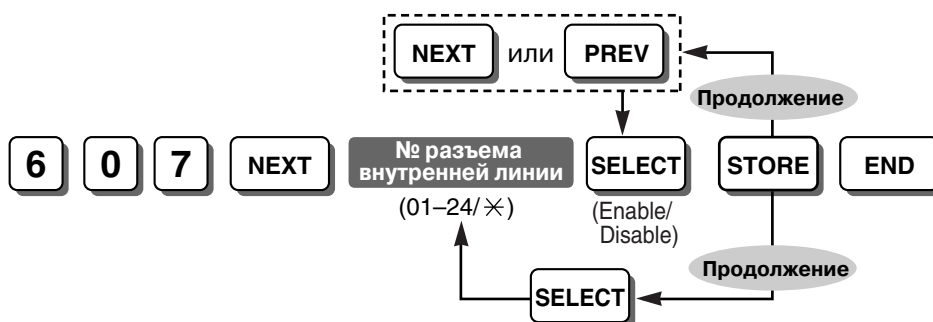 NEXT или PREV
Продолжение
6 0 7 NEXT № разъема внутренней линии SELECT STORE END
(01–24/✳)
(Enable/
Disable)
Продолжение
SELECT